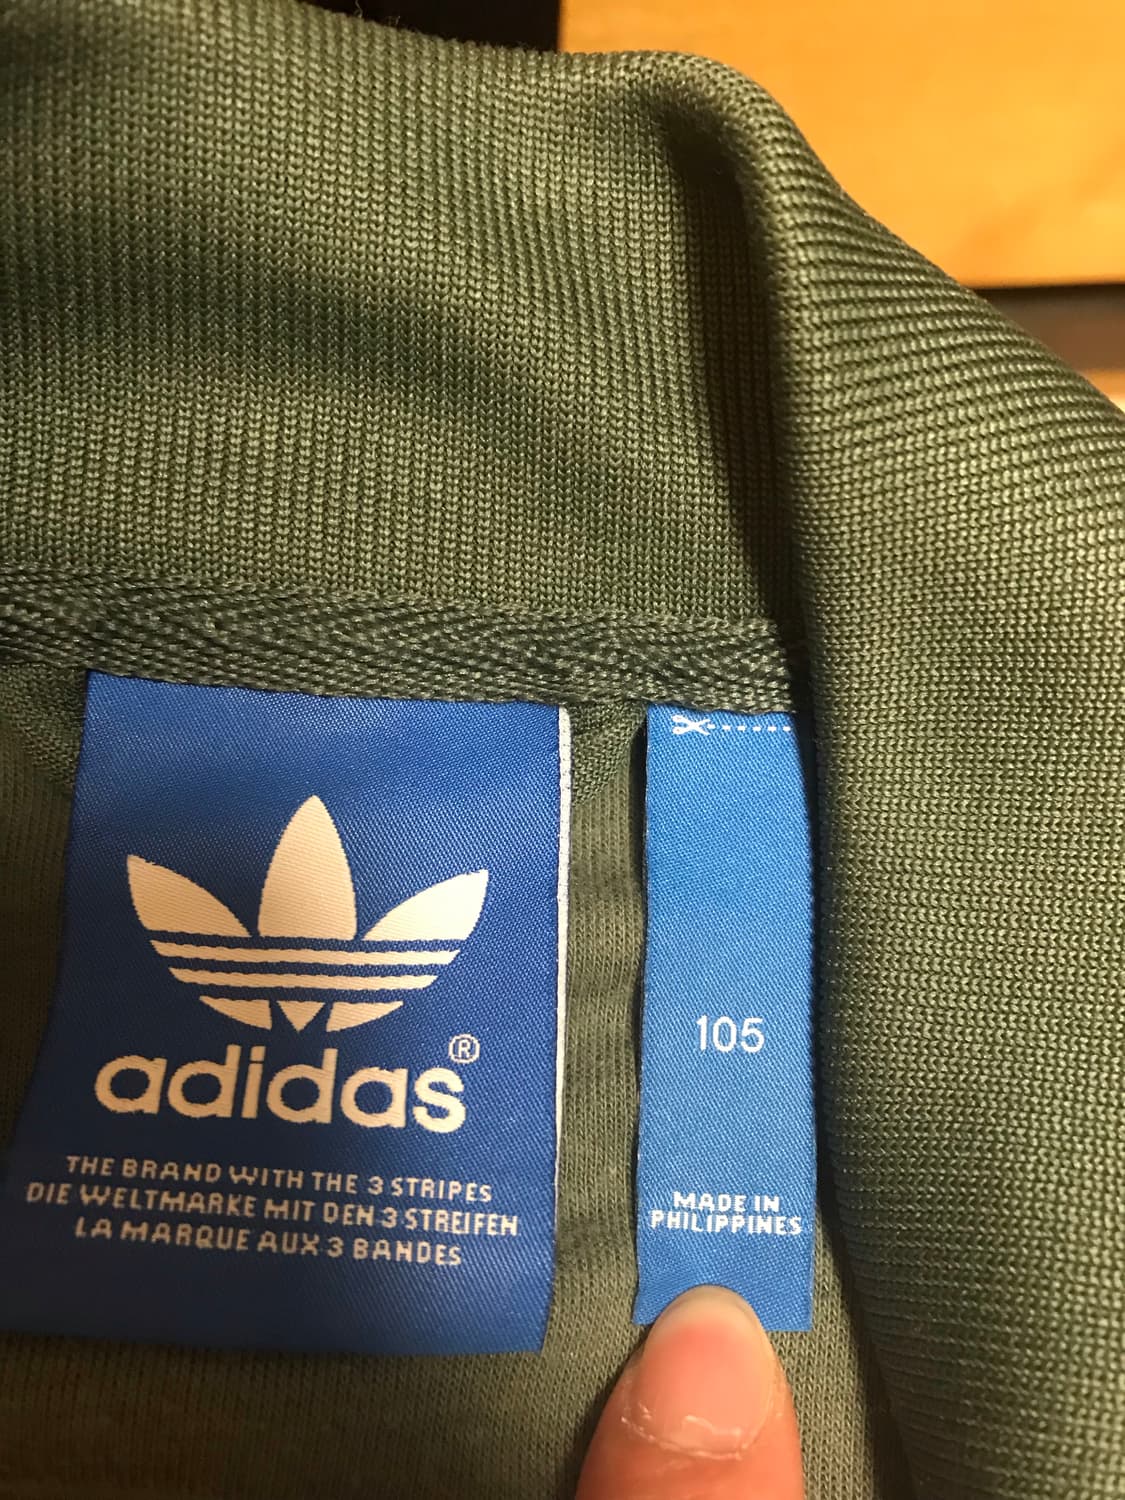 adidas®
THE BRAND WITH THE 3 STRIPES
DIE WELTMARKE MIT DEN 3 STREIFEN
LA MARQUE AUX 3 BANDES
105
MADE IN
PHILIPPINES